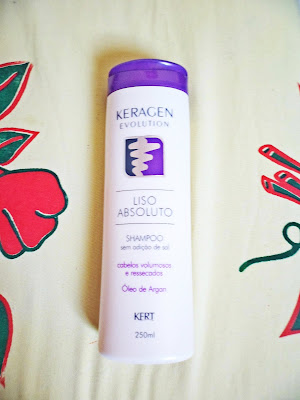 KERAGEN
EVOLUTION
LISO
ABSOLUTO
SHAMPOO
sem adição de sal
cabelos volumosos
e ressecados
Óleo de Argan
KERT
250ml